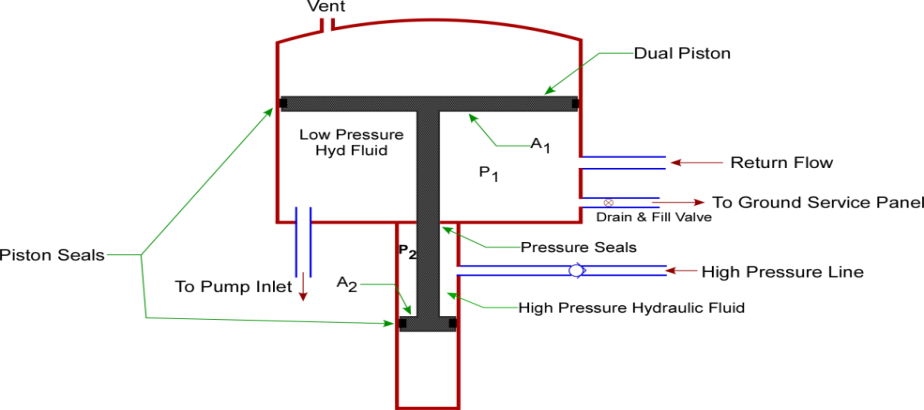 Vent
Dual Piston
Low Pressure
Hyd Fluid
A1
P1
Return Flow
To Ground Service Panel
Drain & Fill Valve
Piston Seals
P2
Pressure Seals
To Pump Inlet
A2
High Pressure Line
High Pressure Hydraulic Fluid